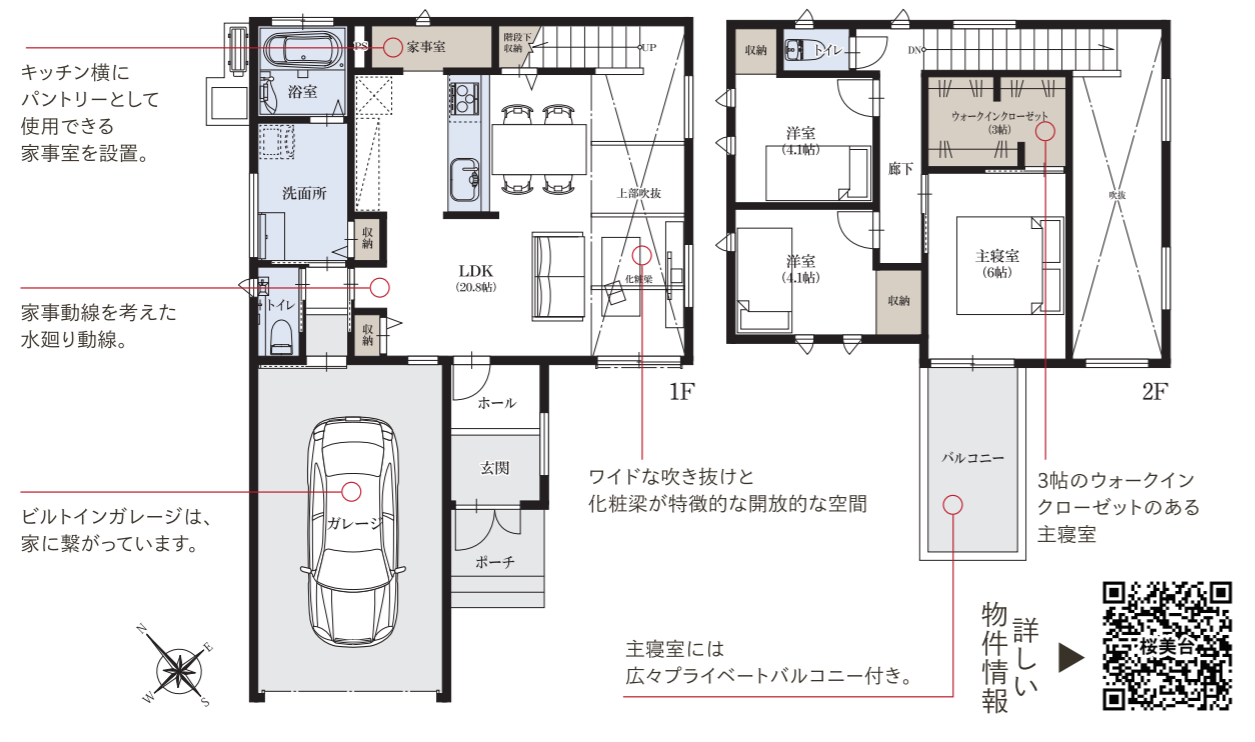 キッチン横に
パントリーとして
使用できる
家事室を設置。
家事動線を考えた
水廻り動線。
ビルトインガレージは、
家に繋がっています。
浴室
PS
家事室
階段下
収納
UP
洗面所
収納
トイレ
収納
LDK
(20.8帖)
上部吹抜
化粧梁
1F
ホール
玄関
ポーチ
ガレージ
N
E
W
S
ワイドな吹き抜けと
化粧梁が特徴的な開放的な空間
収納
トイレ
DN
洋室
(4.1帖)
廊下
ウォークインクローゼット
(3帖)
吹抜
洋室
(4.1帖)
収納
主寝室
(6帖)
2F
バルコニー
3帖のウォークイン
クローゼットのある
主寝室
主寝室には
広々プライベートバルコニー付き。
詳しい
物件情報
桜美台